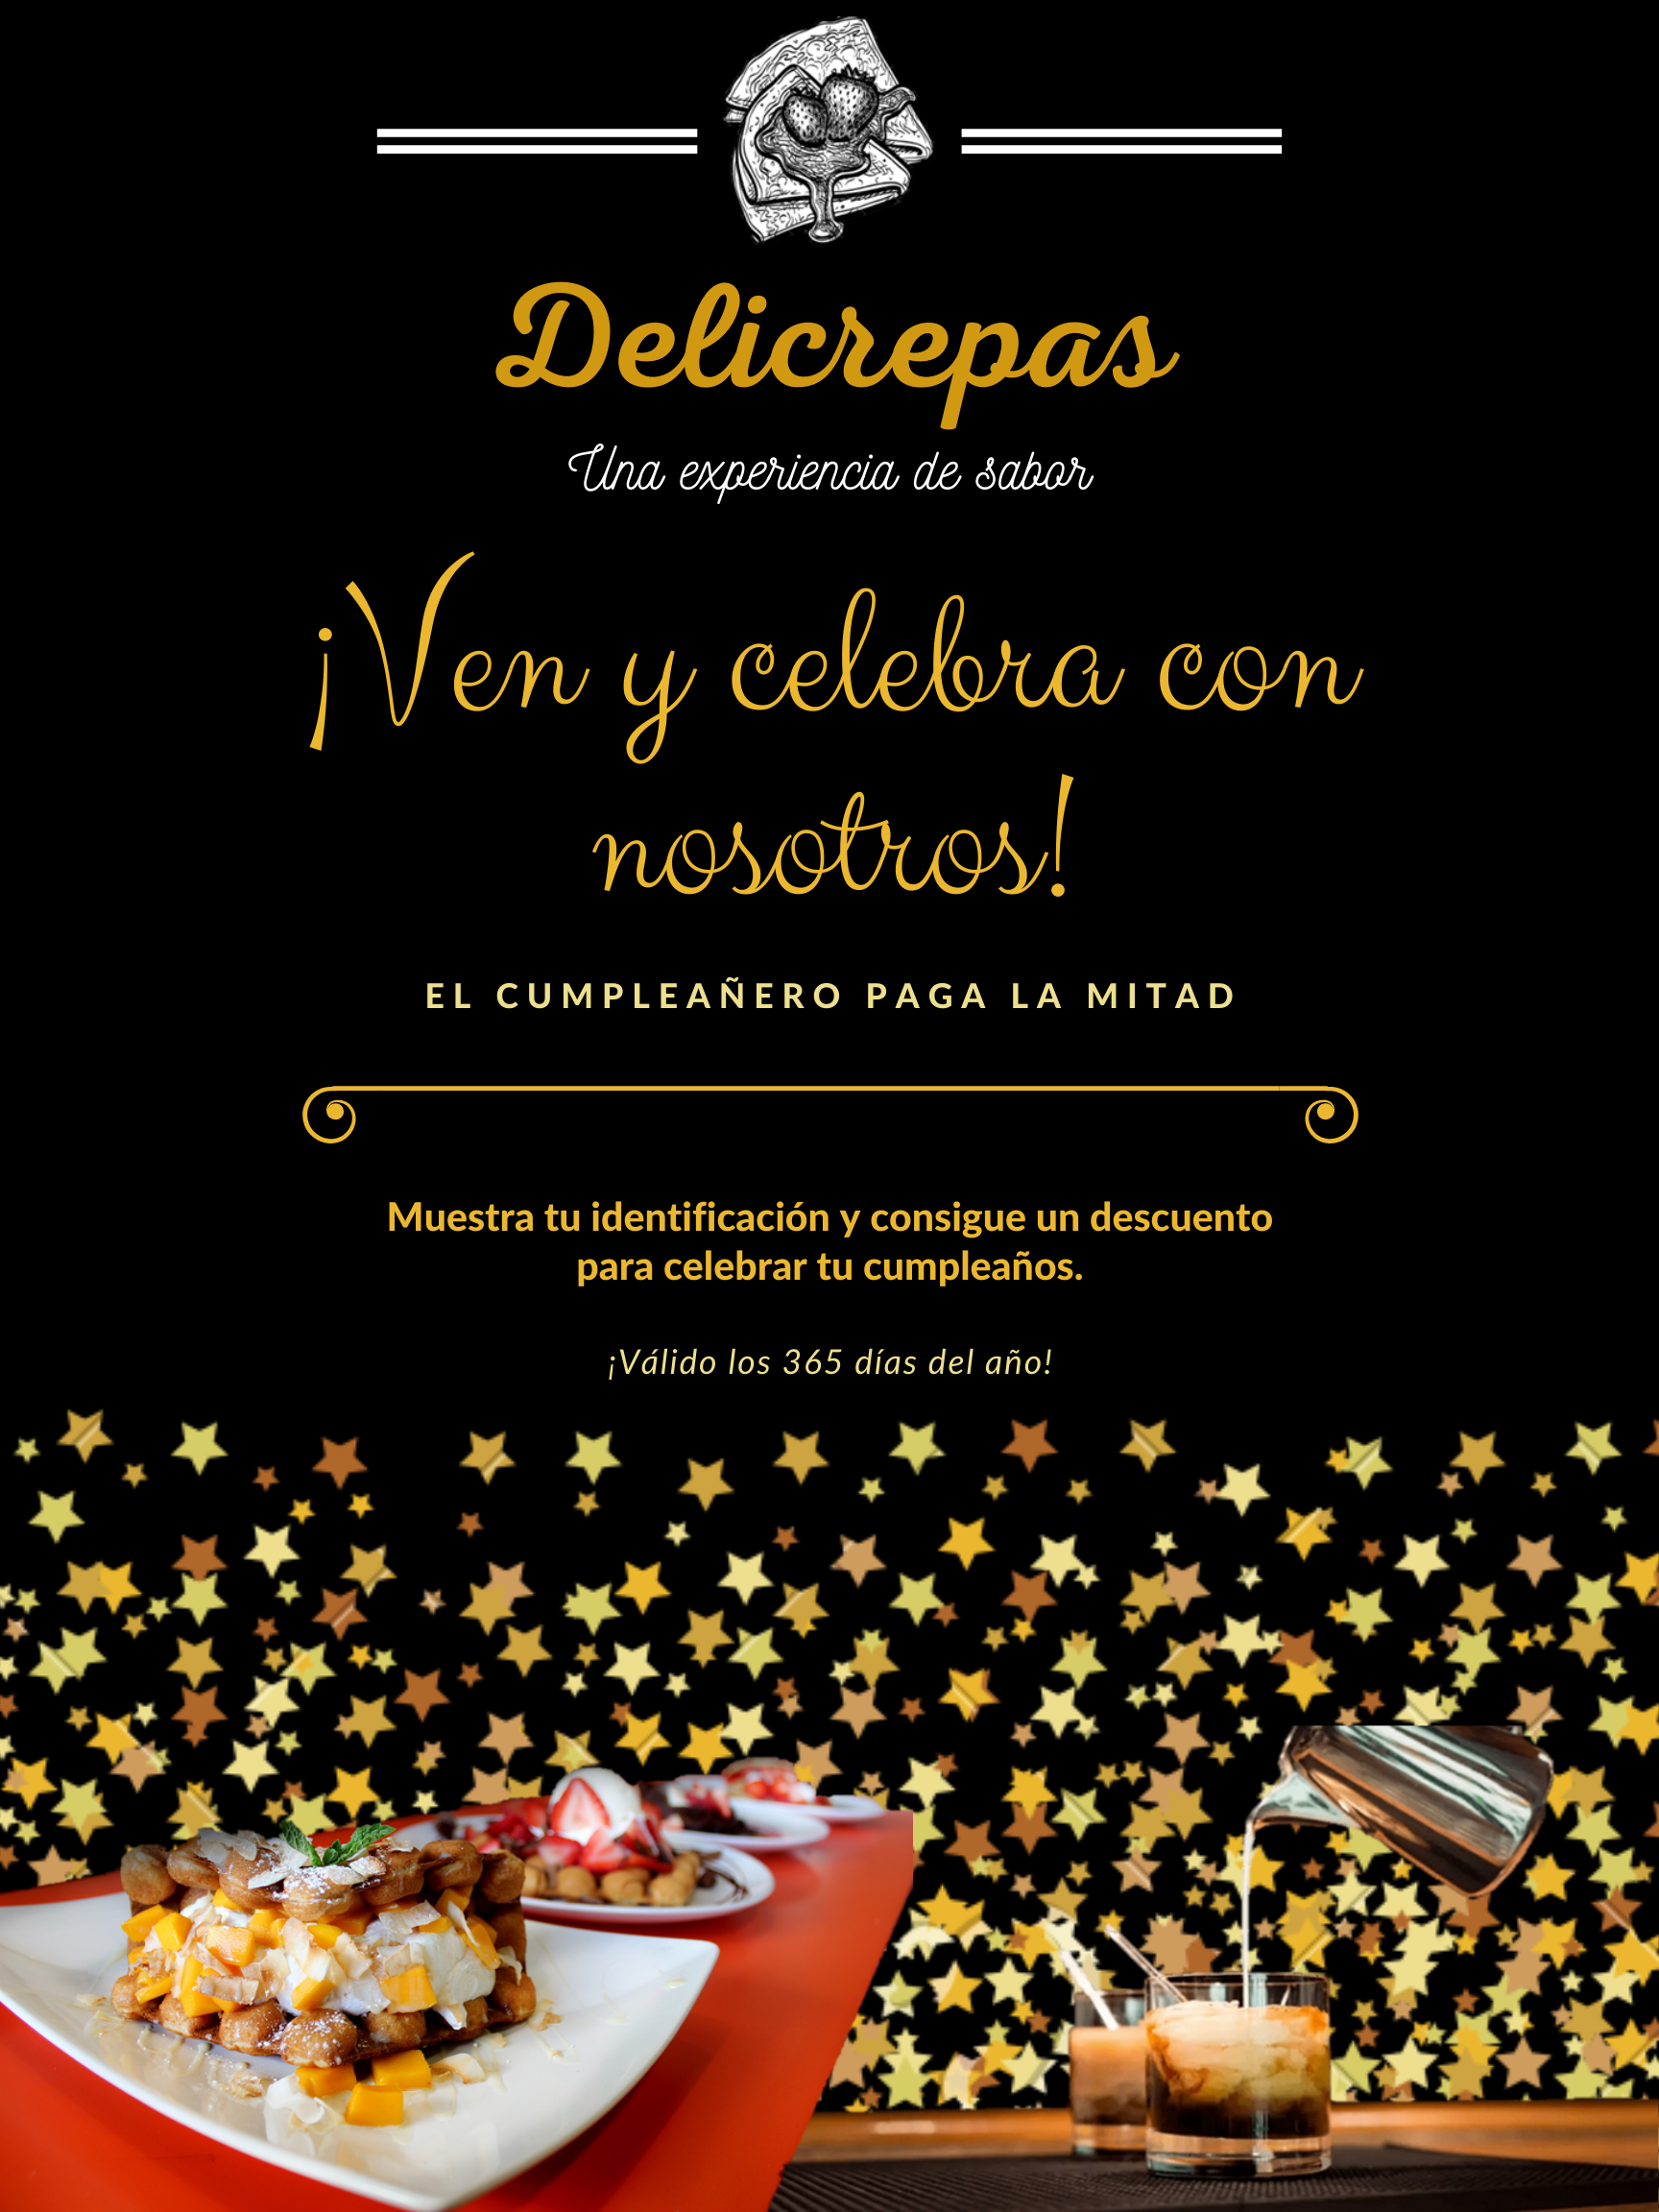 Delicrepas
Una experiencia de sabor
¡Ven y celebra con
nosotros!
EL CUMPLEAÑERO PAGA LA MITAD
Muestra tu identificación y consigue un descuento
para celebrar tu cumpleaños.
¡Válido los 365 días del año!